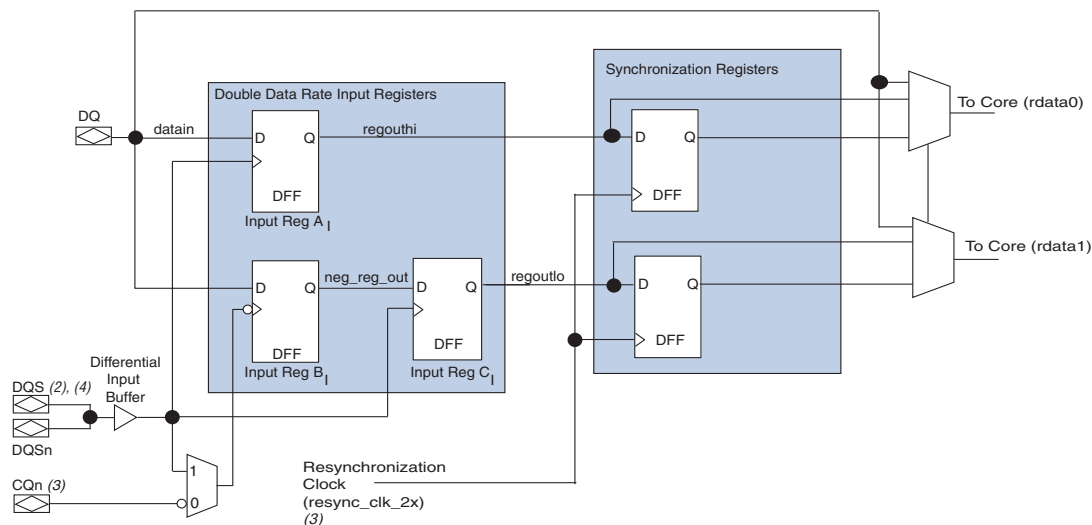 Synchronization Registers
Double Data Rate Input Registers
To Core (rdata0)
DQ
datain
D
Q
regouthi
D
Q
DFF
DFF
Input Reg A I
To Core (rdata1)
neg_reg_out
regoutlo
D
Q
D
Q
D
Q
DFF
DFF
DFF
Input Reg B I
Input Reg C I
Differential
Input
Buffer
DQS (2), (4)
DQSn
1
0
CQn (3)
Resynchronization
Clock
(resync_clk_2x)
(3)